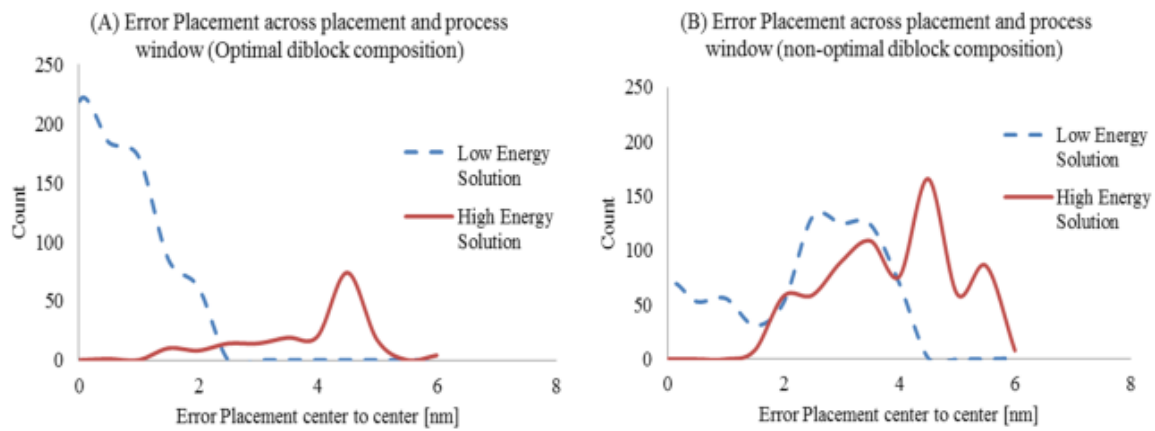 (A) Error Placement across placement and process
window (Optimal diblock composition)
250
200
150
100
50
0
Count
Low Energy
Solution
High Energy
Solution
0 2 4 6 8
Error Placement center to center [nm]
(B) Error Placement across placement and process
window (non-optimal diblock composition)
250
200
150
100
50
0
Count
Low Energy
Solution
High Energy
Solution
0 2 4 6 8
Error Placement center to center [nm]